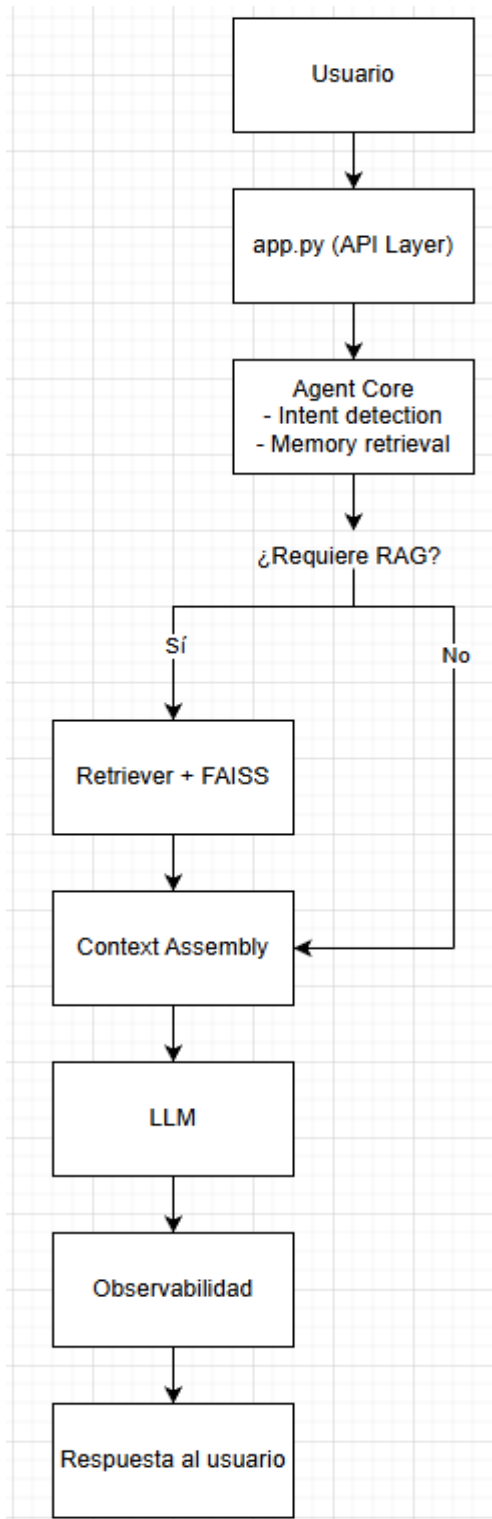 Usuario
app.py (API Layer)
Agent Core
- Intent detection
- Memory retrieval
¿Requiere RAG?
Sí
No
Retriever + FAISS
Context Assembly
LLM
Observabilidad
Respuesta al usuario